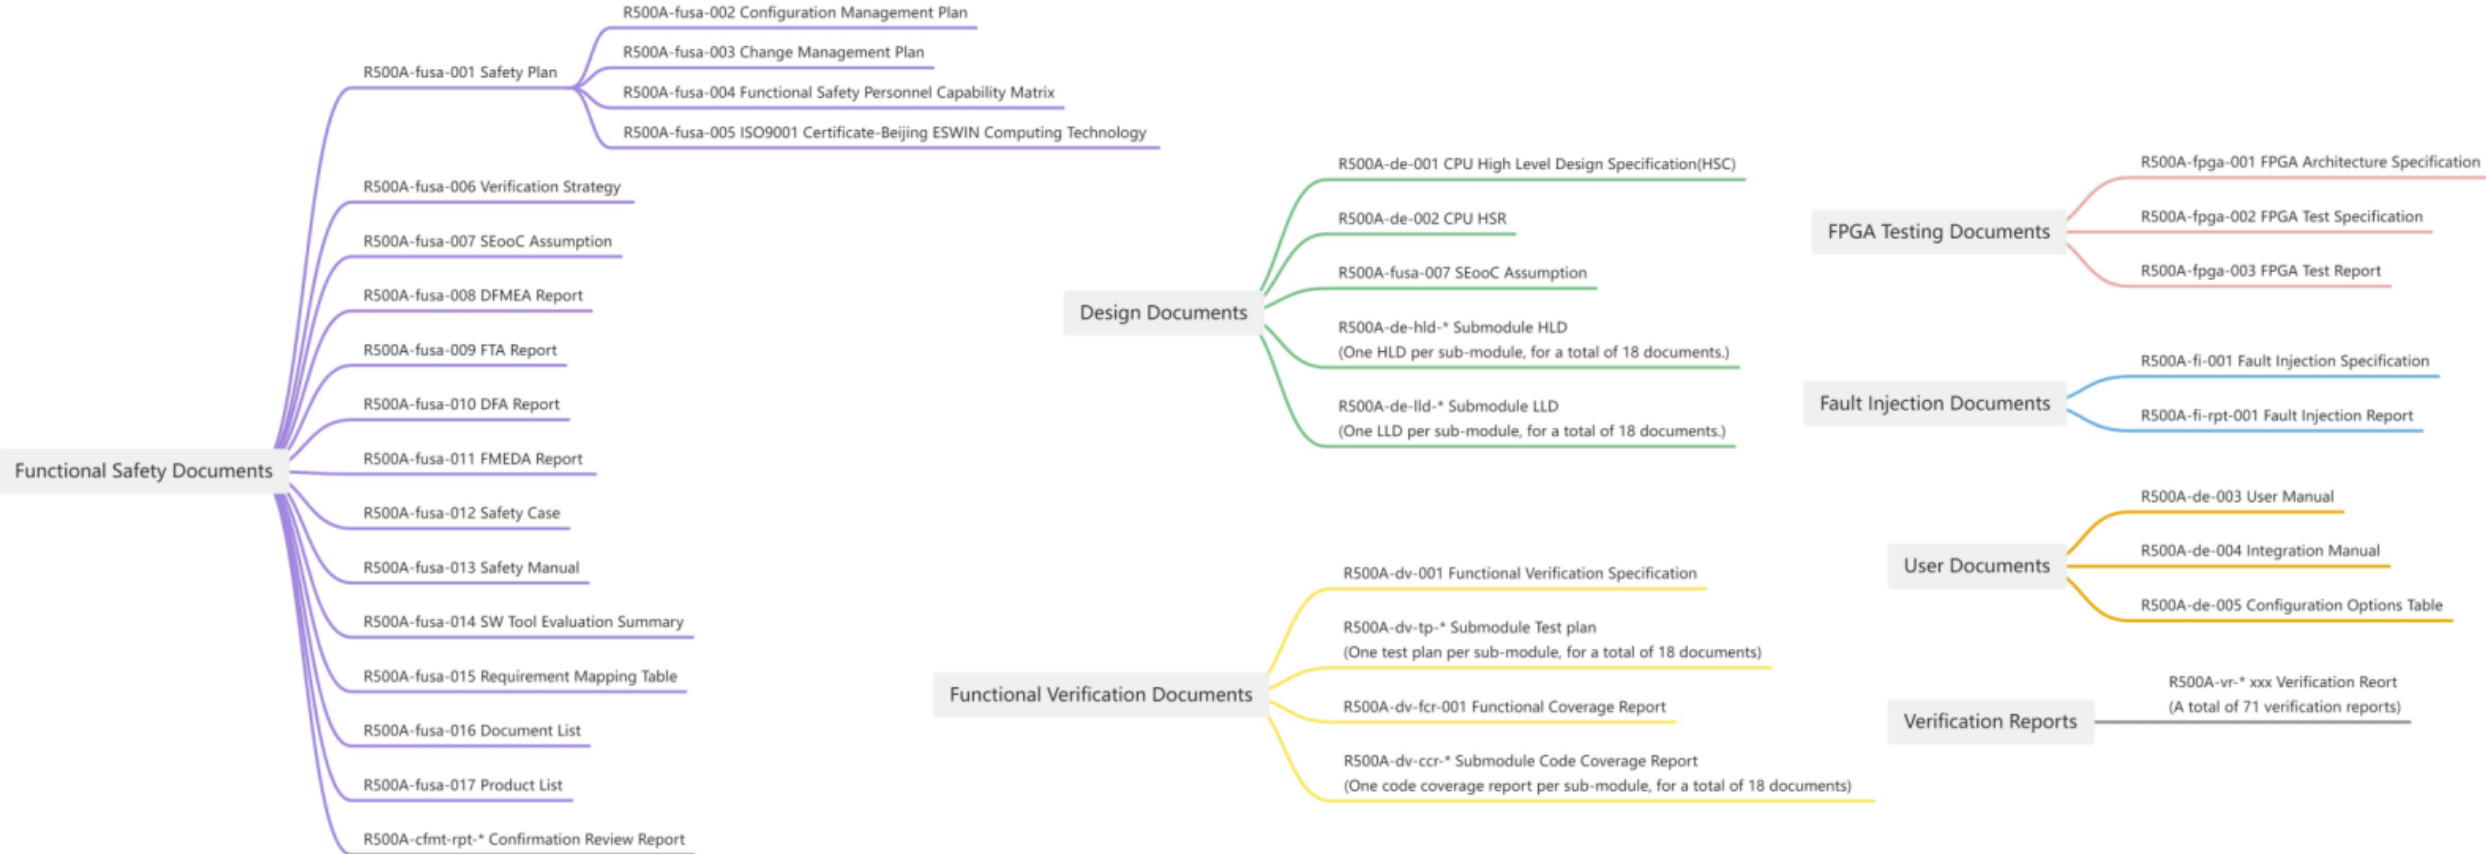 Functional Safety Documents
R500A-fusa-001 Safety Plan
R500A-fusa-002 Configuration Management Plan
R500A-fusa-003 Change Management Plan
R500A-fusa-004 Functional Safety Personnel Capability Matrix
R500A-fusa-005 ISO9001 Certificate-Beijing ESWIN Computing Technology
R500A-fusa-006 Verification Strategy
R500A-fusa-007 SEooC Assumption
R500A-fusa-008 DFMEA Report
R500A-fusa-009 FTA Report
R500A-fusa-010 DFA Report
R500A-fusa-011 FMEDA Report
R500A-fusa-012 Safety Case
R500A-fusa-013 Safety Manual
R500A-fusa-014 SW Tool Evaluation Summary
R500A-fusa-015 Requirement Mapping Table
R500A-fusa-016 Document List
R500A-fusa-017 Product List
R500A-cfmt-rpt-* Confirmation Review Report
Design Documents
R500A-de-001 CPU High Level Design Specification(HSC)
R500A-de-002 CPU HSR
R500A-fusa-007 SEooC Assumption
R500A-de-hld-* Submodule HLD
(One HLD per sub-module, for a total of 18 documents.)
R500A-de-lld-* Submodule LLD
(One LLD per sub-module, for a total of 18 documents.)
Functional Verification Documents
R500A-dv-001 Functional Verification Specification
R500A-dv-tp-* Submodule Test plan
(One test plan per sub-module, for a total of 18 documents)
R500A-dv-fcr-001 Functional Coverage Report
R500A-dv-ccr-* Submodule Code Coverage Report
(One code coverage report per sub-module, for a total of 18 documents)
FPGA Testing Documents
R500A-fpga-001 FPGA Architecture Specification
R500A-fpga-002 FPGA Test Specification
R500A-fpga-003 FPGA Test Report
Fault Injection Documents
R500A-fi-001 Fault Injection Specification
R500A-fi-rpt-001 Fault Injection Report
User Documents
R500A-de-003 User Manual
R500A-de-004 Integration Manual
R500A-de-005 Configuration Options Table
Verification Reports
R500A-vr-* xxx Verification Reort
(A total of 71 verification reports)